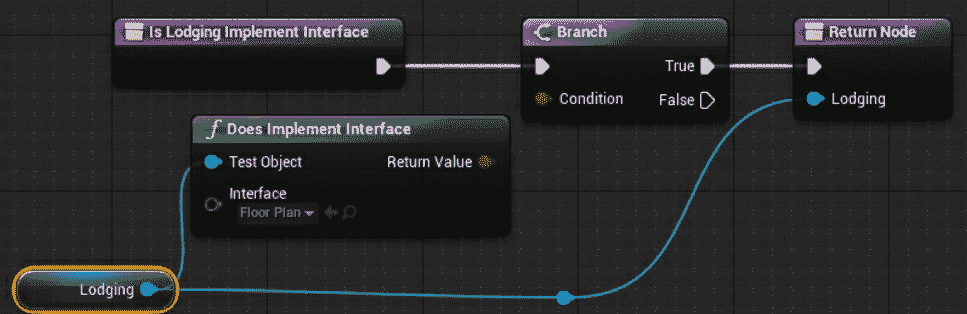 Is Lodging Implement Interface
Branch
Return Node
True
Condition
False
Lodging
Does Implement Interface
Test Object
Return Value
Interface
Floor Plan
Lodging